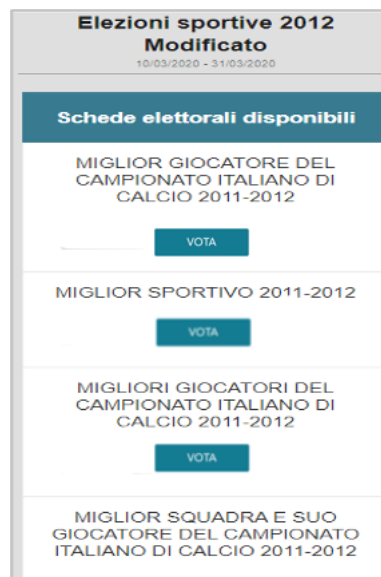 Elezioni sportive 2012
Modificato
10/03/2020 - 31/03/2020
Schede elettorali disponibili
MIGLIOR GIOCATORE DEL
CAMPIONATO ITALIANO DI
CALCIO 2011-2012
VOTA
MIGLIOR SPORTIVO 2011-2012
VOTA
MIGLIORI GIOCATORI DEL
CAMPIONATO ITALIANO DI
CALCIO 2011-2012
VOTA
MIGLIOR SQUADRA E SUO
GIOCATORE DEL CAMPIONATO
ITALIANO DI CALCIO 2011-2012